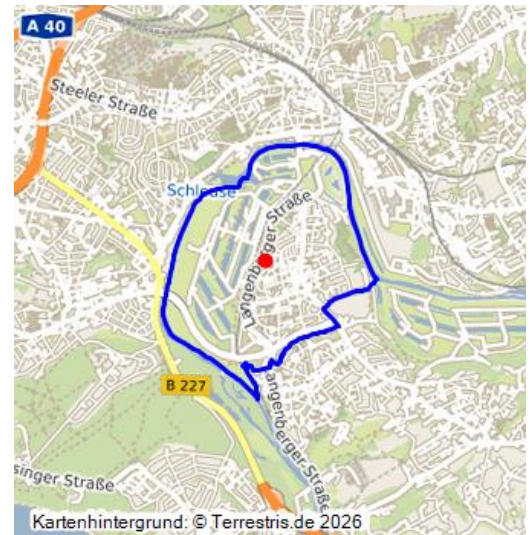 A 40
Steeler Straße
Schleuse
Langenberger Straße
B 227
Langenberger Straße
singer Straße
Kartenhintergrund: © Terrestris.de 2026